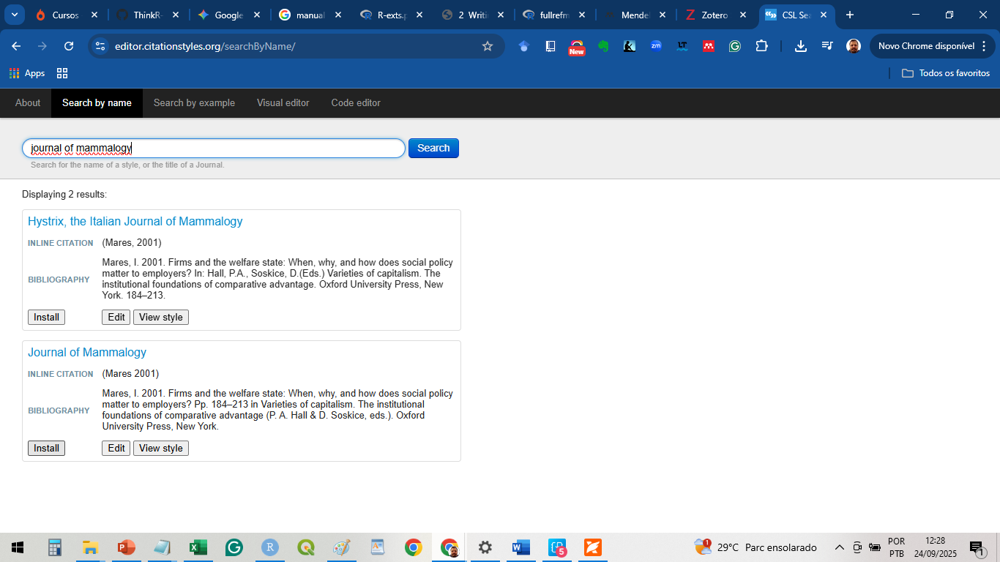 Cursos
ThinkR-
Google
manual
R-exts.p
2 Writi
fullrefm
Mendel
Zotero
CSL Sea
editor.citationstyles.org/searchByName/
New
Novo Chrome disponível
Apps
Todos os favoritos
About
Search by name
Search by example
Visual editor
Code editor
journal of mammalogy
Search
Search for the name of a style, or the title of a Journal.
Displaying 2 results:
Hystrix, the Italian Journal of Mammalogy
INLINE CITATION (Mares, 2001)
BIBLIOGRAPHY
Mares, I. 2001. Firms and the welfare state: When, why, and how does social policy
matter to employers? In: Hall, P.A., Soskice, D.(Eds.) Varieties of capitalism. The
institutional foundations of comparative advantage. Oxford University Press, New
York. 184–213.
Install Edit View style
Journal of Mammalogy
INLINE CITATION (Mares 2001)
BIBLIOGRAPHY
Mares, I. 2001. Firms and the welfare state: When, why, and how does social policy
matter to employers? Pp. 184–213 in Varieties of capitalism. The institutional
foundations of comparative advantage (P. A. Hall & D. Soskice, eds.). Oxford
University Press, New York.
Install Edit View style
29°C Parc ensolarado
POR
PTB
12:28
24/09/2025